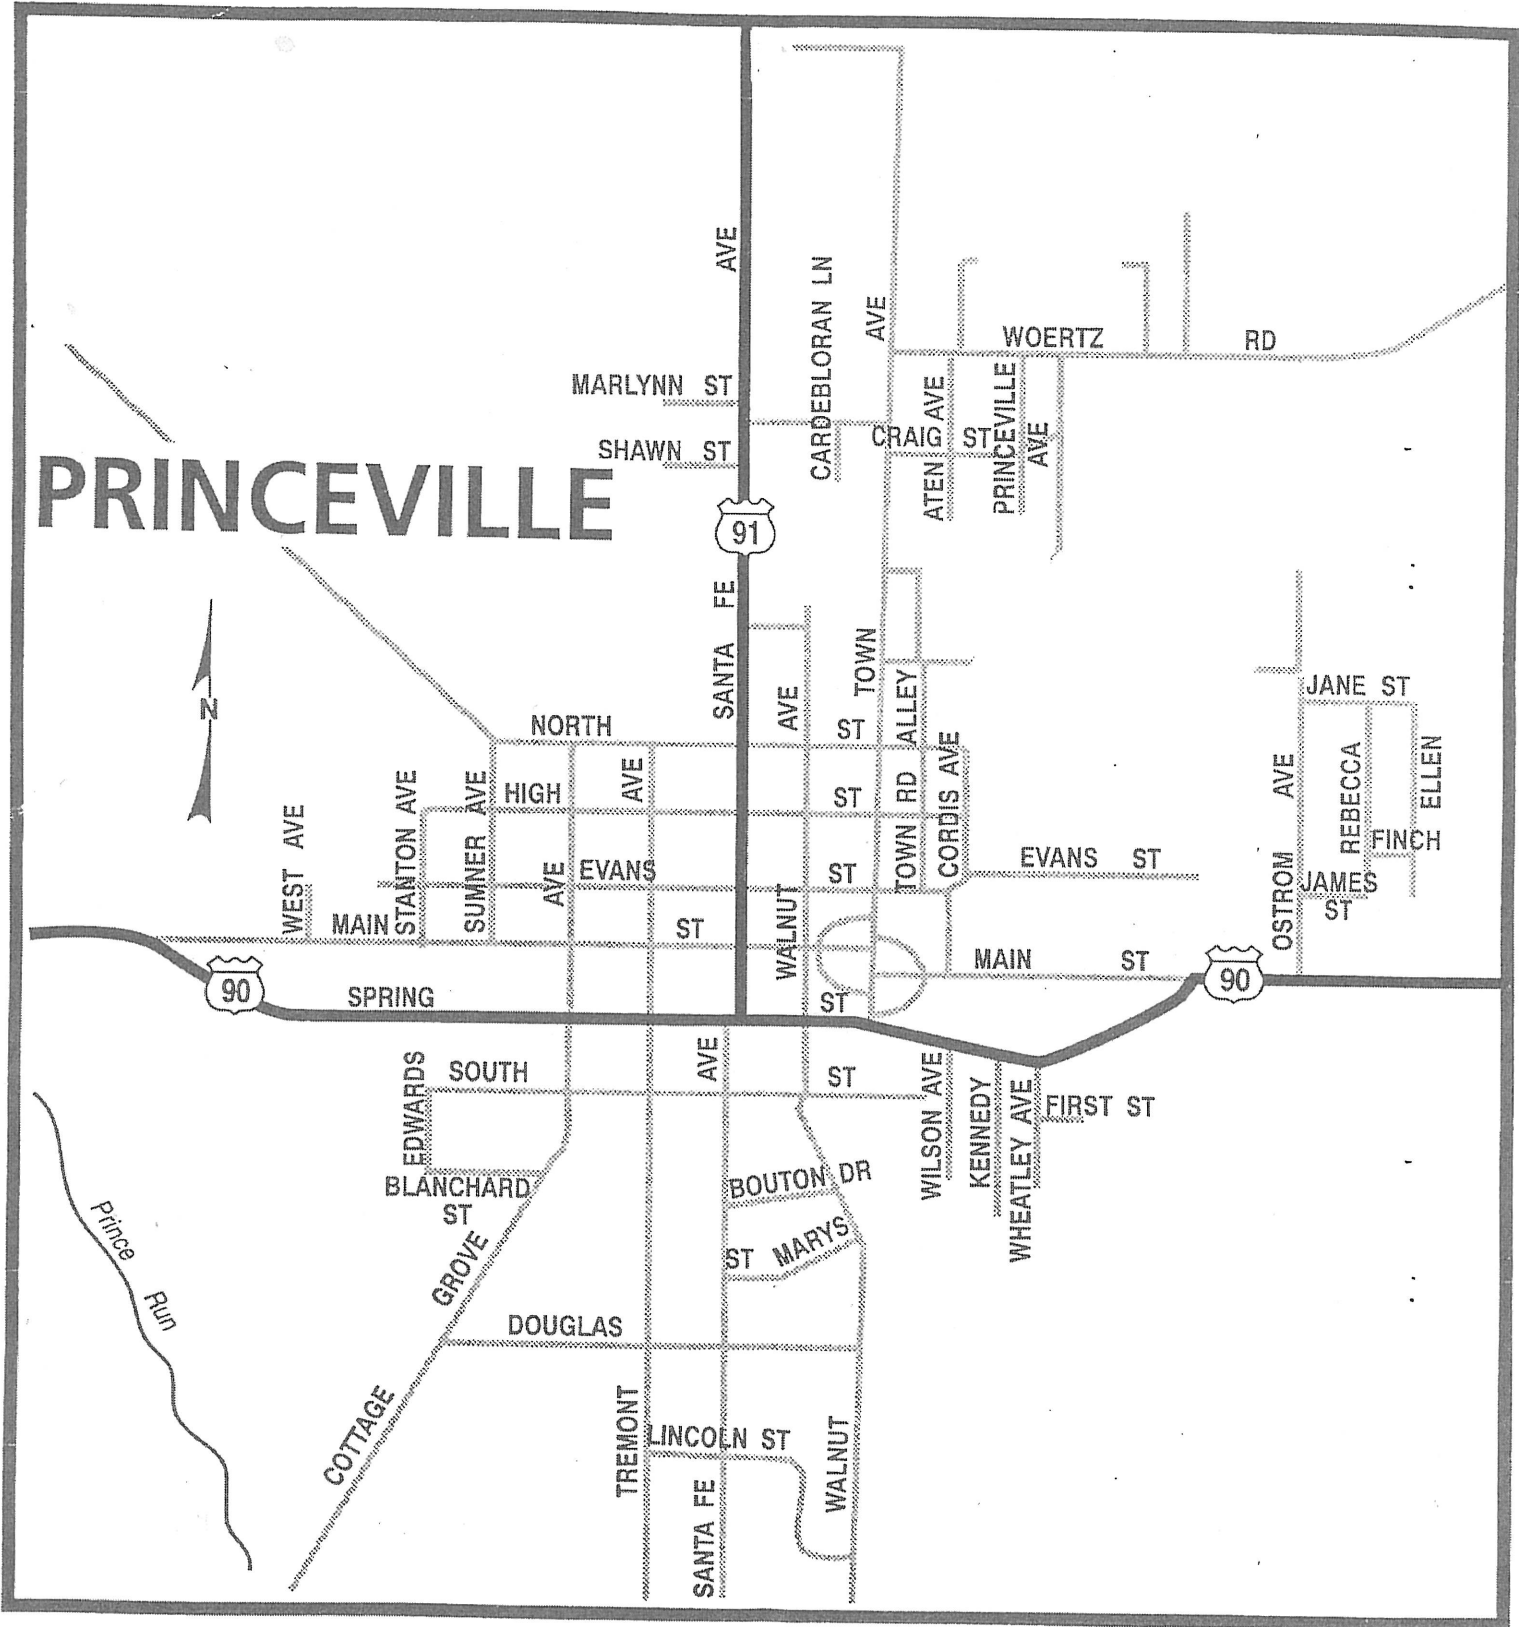 AVE
CARDEBLORAN LN
AVE
WOERTZ RD
MARLYNN ST
SHAWN ST
CRAIG ST
ATEN AVE
PRINCEVILLE AVE
PRINCEVILLE
91
SANTA FE
TOWN
N
NORTH ST
AVE
JANE ST
HIGH ST
AVE
TOWN RD ALLEY
CORDIS AVE
OSTROM AVE
REBECCA
ELLEN
FINCH
JAMES
ST
WEST AVE
STANTON AVE
SUMNER AVE
AVE
EVANS ST
EVANS ST
MAIN ST
WALNUT
MAIN ST
90
90
SPRING ST
EDWARDS
SOUTH ST
AVE
WILSON AVE
KENNEDY
WHEATLEY AVE
FIRST ST
BLANCHARD
ST
BOUTON DR
ST MARYS
Prince Run
COTTAGE GROVE
DOUGLAS
TREMONT
LINCOLN ST
SANTA FE
WALNUT